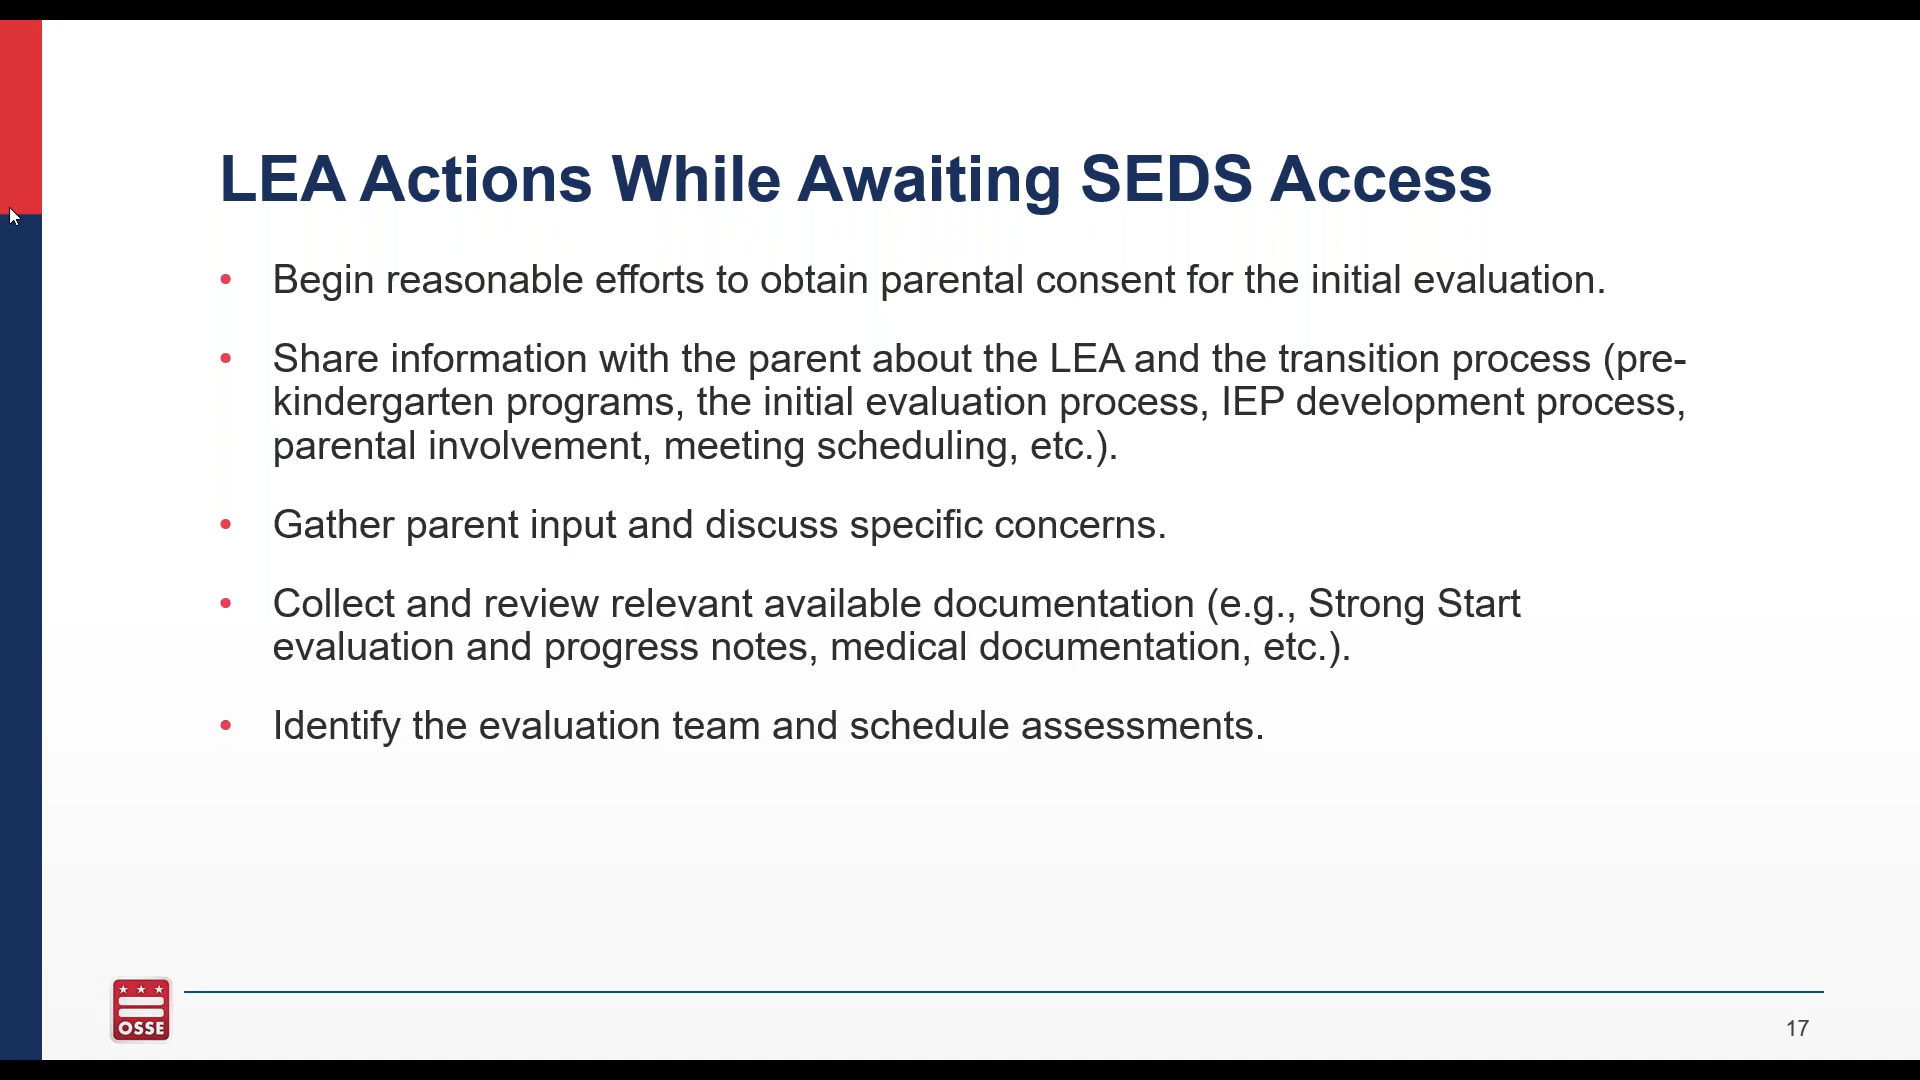 LEA Actions While Awaiting SEDS Access
• Begin reasonable efforts to obtain parental consent for the initial evaluation.
• Share information with the parent about the LEA and the transition process (pre-
kindergarten programs, the initial evaluation process, IEP development process,
parental involvement, meeting scheduling, etc.).
• Gather parent input and discuss specific concerns.
• Collect and review relevant available documentation (e.g., Strong Start
evaluation and progress notes, medical documentation, etc.).
• Identify the evaluation team and schedule assessments.
OSSE
17